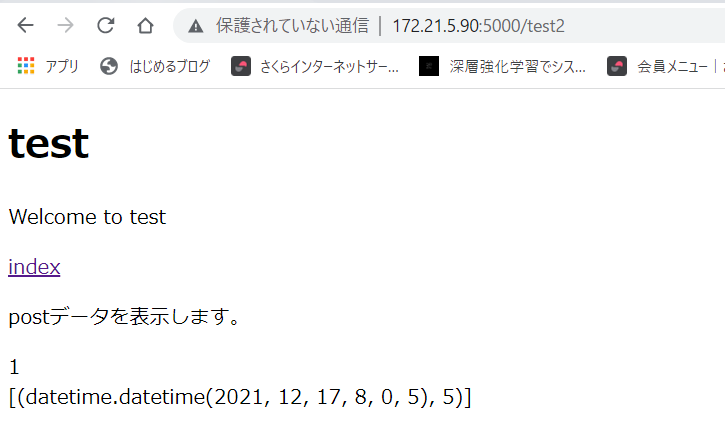 保護されていない通信 | 172.21.5.90:5000/test2
アプリ はじめるブログ さくらインターネットサー... 深層強化学習でシス... 会員メニュー |
test
Welcome to test
index
postデータを表示します。
1
[(datetime.datetime(2021, 12, 17, 8, 0, 5), 5)]